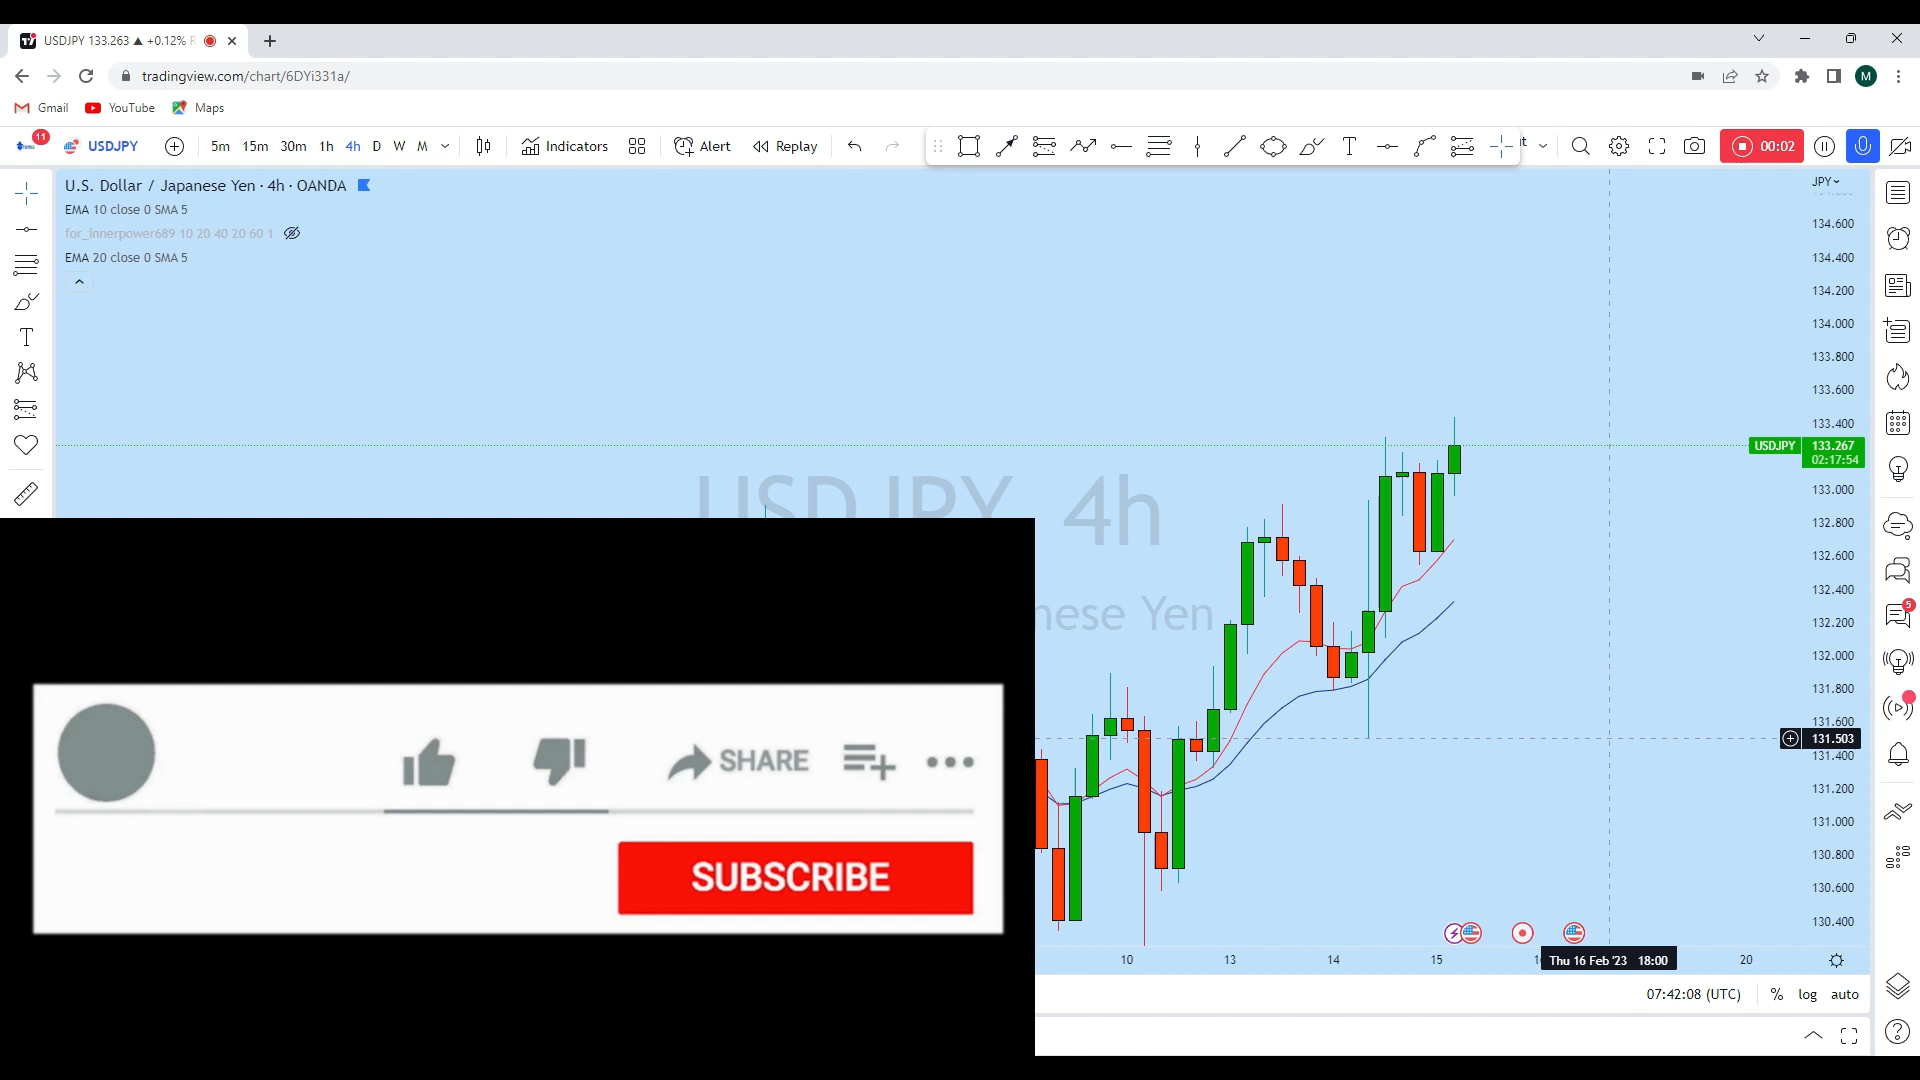 USDJPY 133.263 ▲ +0.12% R
tradingview.com/chart/6DYi331a/
M
Gmail YouTube Maps
11 USDJPY 5m 15m 30m 1h 4h D W M Indicators Alert Replay T 00:02
U.S. Dollar / Japanese Yen · 4h · OANDA
EMA 10 close 0 SMA 5
for_innerpower689 10 20 40 20 60 1
EMA 20 close 0 SMA 5
JPY
134.600
134.400
134.200
134.000
133.800
133.600
133.400
USDJPY 133.267
02:17:54
133.000
132.800
132.600
132.400
132.200
132.000
131.800
131.600
131.503
131.400
131.200
131.000
130.800
130.600
130.400
USDJPY 4h
nese Yen
5
SHARE
SUBSCRIBE
10 13 14 15 Thu 16 Feb '23 18:00 20
07:42:08 (UTC) % log auto